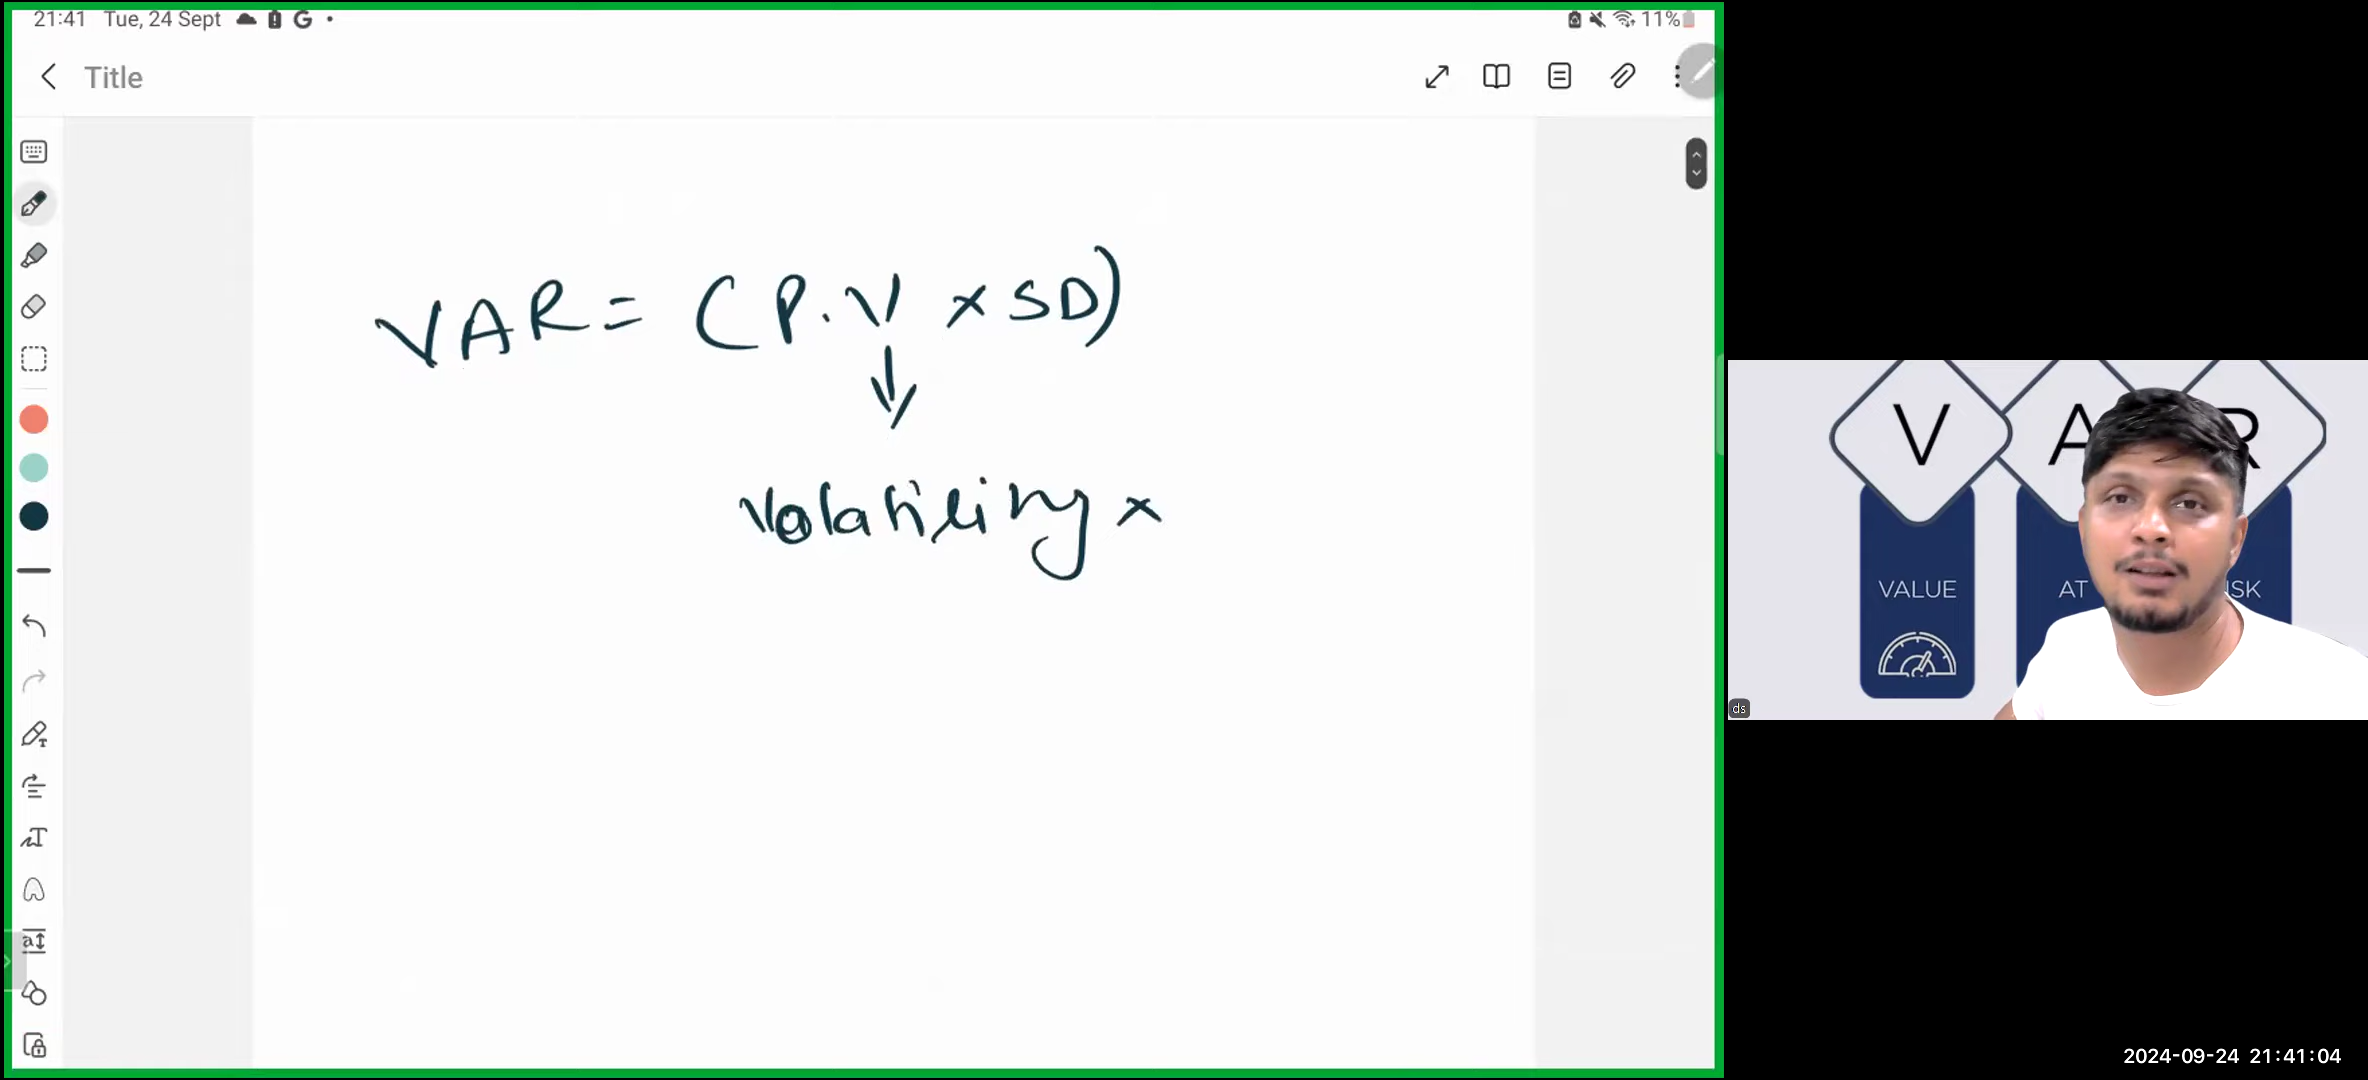 21:41 Tue, 24 Sept G
11%
Title
VAR = (P.V × SD)
Volatility ×
V A R
VALUE AT ISK
ds
2024-09-24 21:41:04